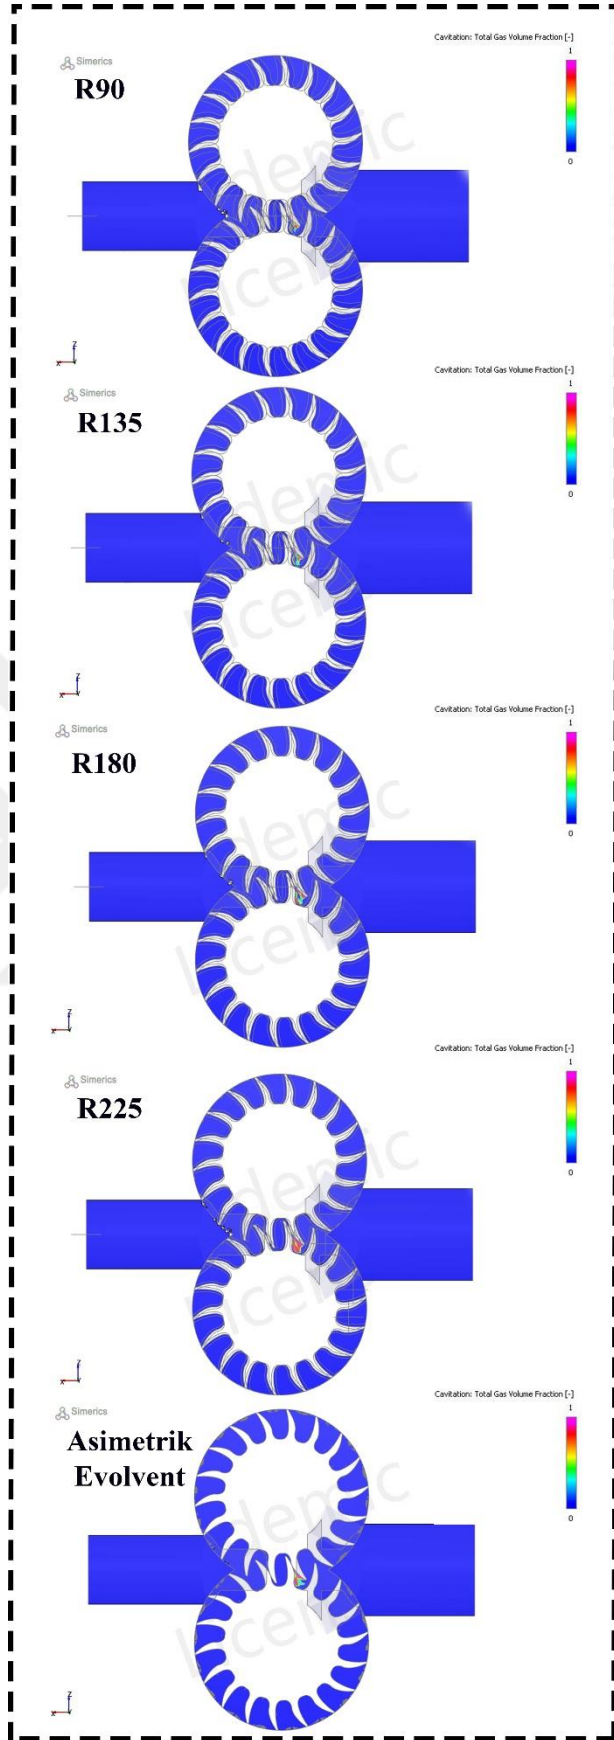 Cavitation: Total Gas Volume Fraction [-]
1
Simerics
R90
0
Z
X
Y
Cavitation: Total Gas Volume Fraction [-]
1
Simerics
R135
0
Z
X
Y
Cavitation: Total Gas Volume Fraction [-]
1
Simerics
R180
0
Z
X
Y
Cavitation: Total Gas Volume Fraction [-]
1
Simerics
R225
0
Z
X
Y
Cavitation: Total Gas Volume Fraction [-]
1
Simerics
Asimetrik
Evolvent
0
Z
X
Y